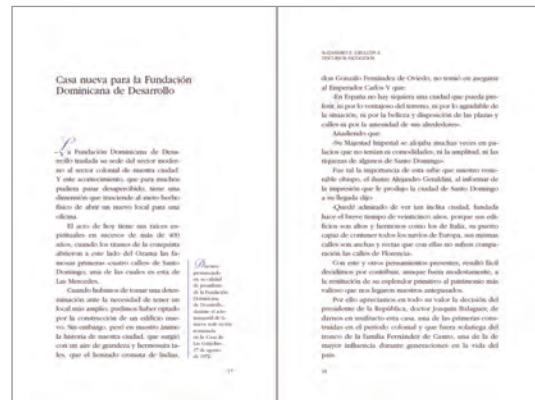 Casa nueva para la Fundación
Dominicana de Desarrollo
La Fundación Dominicana de Desa-
rrollo traslada su sede del sector moder-
no al sector colonial de nuestra ciudad.
Y este acontecimiento, que para muchos
pudiera pasar desapercibido, tiene una
dimensión que trasciende al mero hecho
físico de abrir un nuevo local para una
oficina.
El acto de hoy tiene sus raíces es-
pirituales en sucesos de más de 400
años, cuando los titanes de la conquista
abrieron a este lado del Ozama las fa-
mosas primeras «cuatro calles» de Santo
Domingo, una de las cuales es esta de
Las Mercedes.
Cuando hubimos de tomar una deter-
minación ante la necesidad de tener un
local más amplio, pudimos haber optado
por la construcción de un edificio nue-
vo. Sin embargo, pesó en nuestro ánimo
la historia de nuestra ciudad, que surgió
con un aire de grandeza y hermosura ta-
les, que el honrado cronista de Indias,
Discurso
pronunciado
en su calidad
de presidente
de la Fundación
Dominicana
de Desarrollo,
durante el acto
inaugural de la
nueva sede
en la Casa de
Las Gárgolas.
de agosto
de
ALEJANDRO E. GRULLÓN E.
DISCURSOS ESCOGIDOS
don Gonzalo Fernández de Oviedo, no temió en asegurar
al Emperador Carlos V que:
«En España no hay siquiera una ciudad que pueda pre-
ferir, ni por lo ventajoso del terreno, ni por lo agradable de
la situación, ni por la belleza y disposición de las plazas y
calles ni por la amenidad de sus alrededores».
Añadiendo que:
«Su Majestad Imperial se alojaba muchas veces en pa-
lacios que no tenían ni comodidades, ni la amplitud, ni las
riquezas de algunos de Santo Domingo».
Fue tal la importancia de esta urbe que nuestro vene-
rable obispo, el ilustre Alejandro Geraldini, al informar de
la impresión que le produjo la ciudad de Santo Domingo
a su llegada dijo:
«Quedé admirado de ver tan ínclita ciudad, fundada
hace el breve tiempo de veinticinco años, porque sus edi-
ficios son altos y hermosos como los de Italia, su puerto
capaz de contener todos los navíos de Europa, sus mismas
calles son anchas y rectas que con ellas no sufren compa-
ración las calles de Florencia».
Con este y otros pensamientos presentes, resultó fácil
decidirnos por contribuir, aunque fuera modestamente, a
la restitución de su esplendor primitivo al patrimonio más
valioso que nos legaron nuestros antepasados.
Por ello apreciamos en todo su valor la decisión del
presidente de la República, doctor Joaquín Balaguer, de
darnos en usufructo esta casa, una de las primeras cons-
truidas en el período colonial y que fuera solariega del
tronco de la familia Fernández de Castro, una de la de
mayor influencia durante generaciones en la vida del
país.